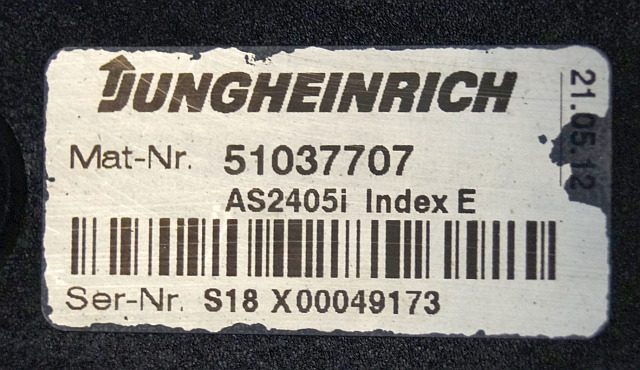 JUNGHEINRICH
21.05.12
Mat-Nr. 51037707
AS2405i Index E
Ser-Nr. S18 X00049173